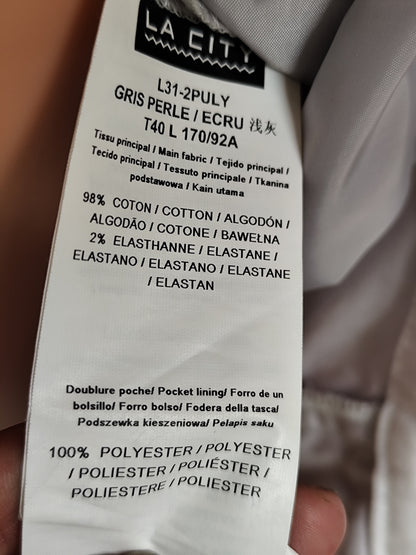 LA CITY
L31-2PULY
GRIS PERLE / ECRU 浅灰
T40 L 170/92A
Tissu principal / Main fabric / Tejido principal /
Tecido principal / Tessuto principale / Tkanina
podstawowa / Kain utama
98% COTON / COTTON / ALGODÓN /
ALGODÃO / COTONE / BAWEŁNA
2% ELASTHANNE / ELASTANE /
ELASTANO / ELASTANO / ELASTANE
/ ELASTAN
Doublure poche/ Pocket lining/ Forro de un
bolsillo/ Forro bolso/ Fodera della tasca/
Podszewka kieszeniowa/ Pelapis saku
100% POLYESTER / POLYESTER
/ POLIESTER / POLIÉSTER /
POLIESTERE / POLIESTER